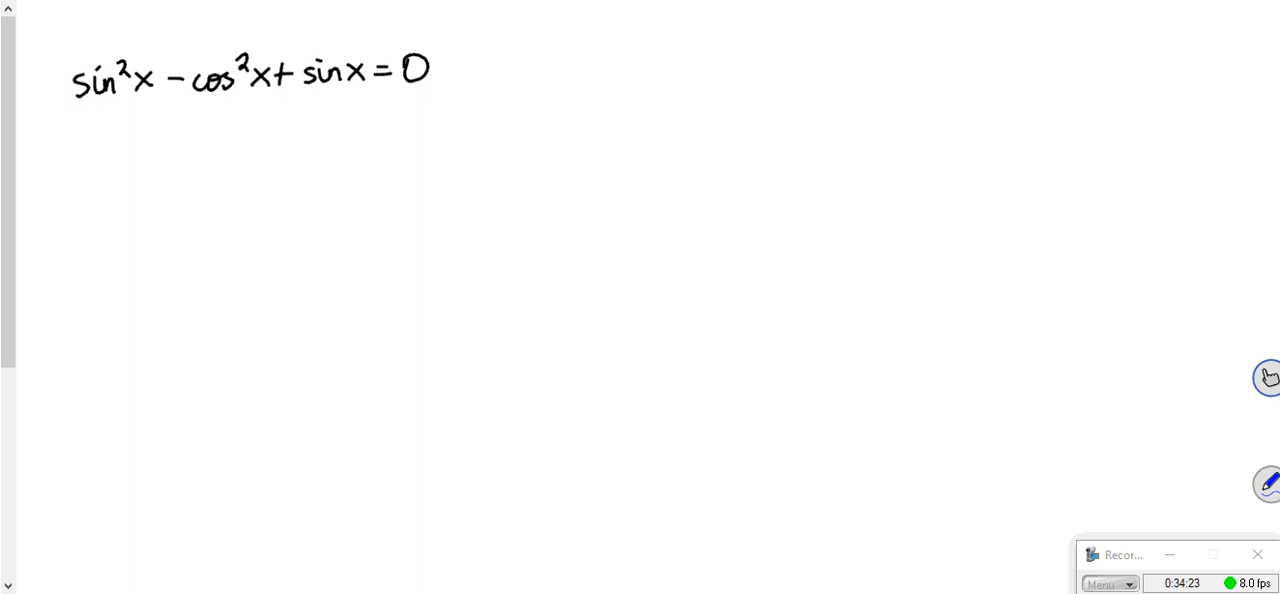 sin²x - cos²x + sinx = 0
Recor...
Menu
0:34:23
8.0 fps